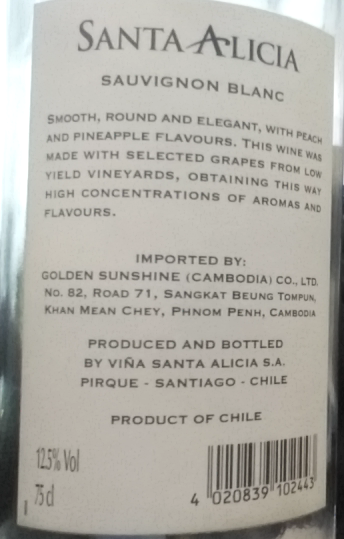 SANTA ALICIA
SAUVIGNON BLANC
SMOOTH, ROUND AND ELEGANT, WITH PEACH
AND PINEAPPLE FLAVOURS. THIS WINE WAS
MADE WITH SELECTED GRAPES FROM LOW
YIELD VINEYARDS, OBTAINING THIS WAY
HIGH CONCENTRATIONS OF AROMAS AND
FLAVOURS.
IMPORTED BY:
GOLDEN SUNSHINE (CAMBODIA) CO., LTD.
No. 82, ROAD 71, SANGKAT BEUNG TOMPUN,
KHAN MEAN CHEY, PHNOM PENH, CAMBODIA
PRODUCED AND BOTTLED
BY VIÑA SANTA ALICIA S.A.
PIRQUE - SANTIAGO - CHILE
PRODUCT OF CHILE
12.5% Vol
75 cl
4 020839 102443